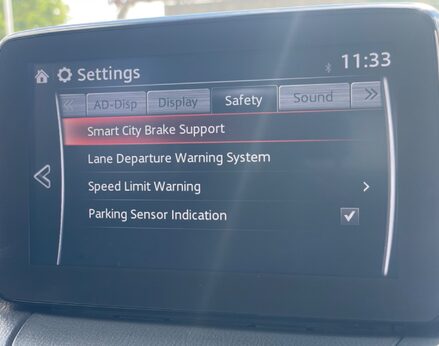 Settings
11:33
AD-Disp Display Safety Sound
Smart City Brake Support
Lane Departure Warning System
Speed Limit Warning
Parking Sensor Indication